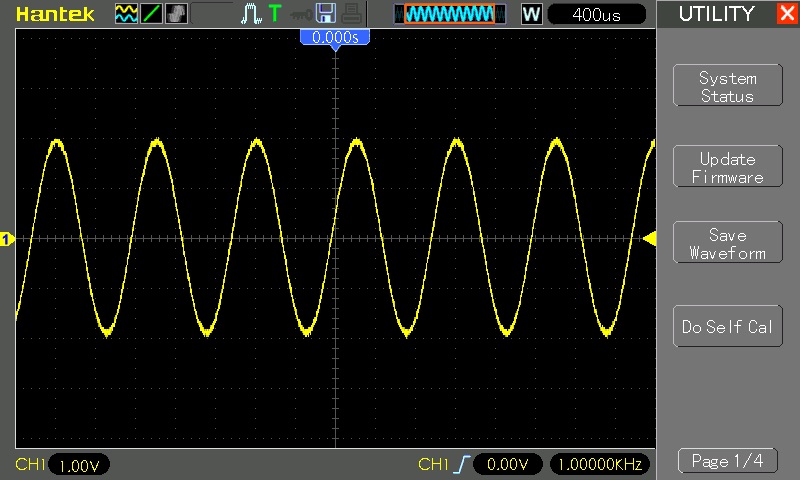 Hantek
T
W
400us
UTILITY
0.000s
System
Status
Update
Firmware
1
Save
Waveform
Do Self Cal
CH1 1.00V
CH1 0.00V 1.00000KHz
Page 1/4